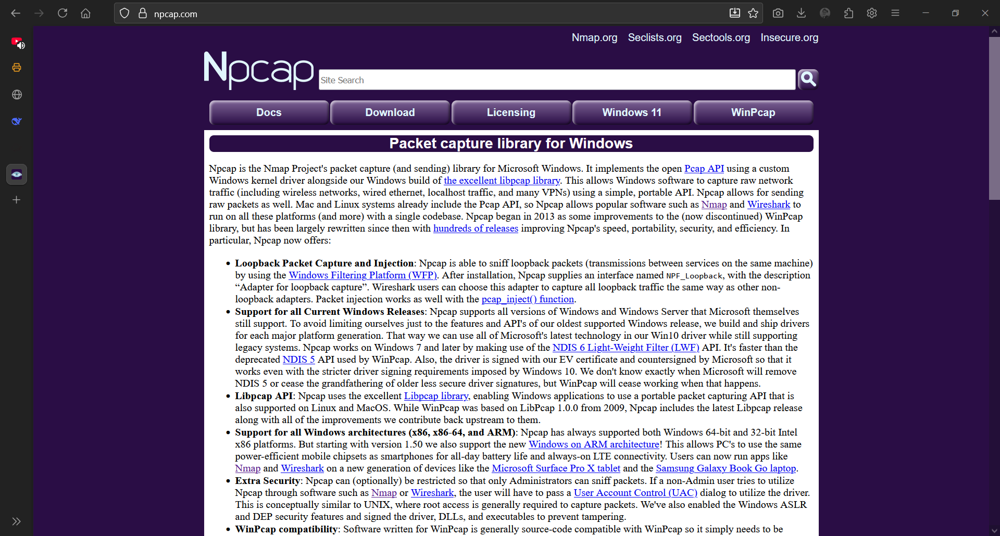 npcap.com
Nmap.org Seclists.org Sectools.org Insecure.org
Npcap
Site Search
Docs Download Licensing Windows 11 WinPcap
Packet capture library for Windows
Npcap is the Nmap Project's packet capture (and sending) library for Microsoft Windows. It implements the open Pcap API using a custom
Windows kernel driver alongside our Windows build of the excellent libpcap library. This allows Windows software to capture raw network
traffic (including wireless networks, wired ethernet, localhost traffic, and many VPNs) using a simple, portable API. Npcap allows for sending
raw packets as well. Mac and Linux systems already include the Pcap API, so Npcap allows popular software such as Nmap and Wireshark to
run on all these platforms (and more) with a single codebase. Npcap began in 2013 as some improvements to the (now discontinued) WinPcap
library, but has been largely rewritten since then with hundreds of releases improving Npcap's speed, portability, security, and efficiency. In
particular, Npcap now offers:
• Loopback Packet Capture and Injection: Npcap is able to sniff loopback packets (transmissions between services on the same machine)
by using the Windows Filtering Platform (WFP). After installation, Npcap supplies an interface named NPF_Loopback, with the description
“Adapter for loopback capture”. Wireshark users can choose this adapter to capture all loopback traffic the same way as other non-
loopback adapters. Packet injection works as well with the pcap_inject() function.
• Support for all Current Windows Releases: Npcap supports all versions of Windows and Windows Server that Microsoft themselves
still support. To avoid limiting ourselves just to the features and API's of our oldest supported Windows release, we build and ship drivers
for each major platform generation. That way we can use all of Microsoft's latest technology in our Win10 driver while still supporting
legacy systems. Npcap works on Windows 7 and later by making use of the NDIS 6 Light-Weight Filter (LWF) API. It's faster than the
deprecated NDIS 5 API used by WinPcap. Also, the driver is signed with our EV certificate and countersigned by Microsoft so that it
works even with the stricter driver signing requirements imposed by Windows 10. We don't know exactly when Microsoft will remove
NDIS 5 or cease the grandfathering of older less secure driver signatures, but WinPcap will cease working when that happens.
• Libpcap API: Npcap uses the excellent Libpcap library, enabling Windows applications to use a portable packet capturing API that is
also supported on Linux and MacOS. While WinPcap was based on LibPcap 1.0.0 from 2009, Npcap includes the latest Libpcap release
along with all of the improvements we contribute back upstream to them.
• Support for all Windows architectures (x86, x86-64, and ARM): Npcap has always supported both Windows 64-bit and 32-bit Intel
x86 platforms. But starting with version 1.50 we also support the new Windows on ARM architecture! This allows PC's to use the same
power-efficient mobile chipsets as smartphones for all-day battery life and always-on LTE connectivity. Users can now run apps like
Nmap and Wireshark on a new generation of devices like the Microsoft Surface Pro X tablet and the Samsung Galaxy Book Go laptop.
• Extra Security: Npcap can (optionally) be restricted so that only Administrators can sniff packets. If a non-Admin user tries to utilize
Npcap through software such as Nmap or Wireshark, the user will have to pass a User Account Control (UAC) dialog to utilize the driver.
This is conceptually similar to UNIX, where root access is generally required to capture packets. We've also enabled the Windows ASLR
and DEP security features and signed the driver, DLLs, and executables to prevent tampering.
• WinPcap compatibility: Software written for WinPcap is generally source-code compatible with WinPcap so it simply needs to be